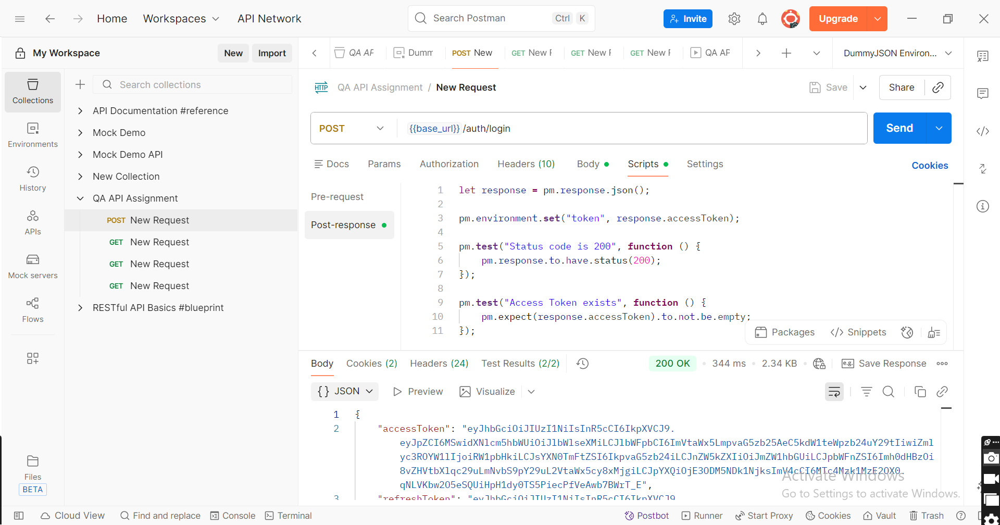 Home
Workspaces
API Network
Search Postman
Ctrl K
Invite
Upgrade
My Workspace
New
Import
QA AF
Dumm
POST New
GET New F
GET New F
GET New F
QA AF
DummyJSON Environ...
Collections
Environments
History
APIs
Mock servers
Flows
Files
BETA
Search collections
API Documentation #reference
Mock Demo
Mock Demo API
New Collection
QA API Assignment
POST New Request
GET New Request
GET New Request
GET New Request
RESTful API Basics #blueprint
HTTP QA API Assignment / New Request
Save
Share
POST
{{base_url}} /auth/login
Send
Docs
Params
Authorization
Headers (10)
Body
Scripts
Settings
Cookies
Pre-request
Post-response
1 let response = pm.response.json();
2
3 pm.environment.set("token", response.accessToken);
4
5 pm.test("Status code is 200", function () {
6 pm.response.to.have.status(200);
7 });
8
9 pm.test("Access Token exists", function () {
10 pm.expect(response.accessToken).to.not.be.empty;
11 });
Packages
</> Snippets
Body
Cookies (2)
Headers (24)
Test Results (2/2)
200 OK
344 ms
2.34 KB
e.g. Save Response
{} JSON
Preview
Visualize
1 {
2 "accessToken": "eyJhbGciOiJIUzI1NiIsInR5cCI6IkpXVCJ9.
eyJpZCI6MSwidXNlcm5hbWUiOiJlbWlseXMiLCJlbWFpbCI6ImVtaWx5LmpvaG5zb25AeC5kdW1teWpzb24uY29tIiwiZml
yc3ROYW1lIjoiRW1pbHkiLCJsYXN0TmFtZSI6IkpvaG5zb24iLCJnZW5kZXIiOiJmZW1hbGUiLCJpbWFnZSI6Imh0dHBzOi
8vZHVtbXlqc29uLmNvbS9pY29uL2VtaWx5cy8xMjgiLCJpYXQiOjE3ODM5NDk1NjksImV4cCI6MTc4Mzk1MzE2OX0.
qNLVKbw2O5eSQUiHpH1dy0TS5PiecPfVeAwb7BWrT_E",
3 "refreshToken": "eyJhbGciOiJIUzI1NiIsInR5cCI6IkpXVCJ9.
Activate Windows
Go to Settings to activate Windows.
Cloud View
Find and replace
Console
Terminal
Postbot
Runner
Start Proxy
Cookies
Vault
Trash